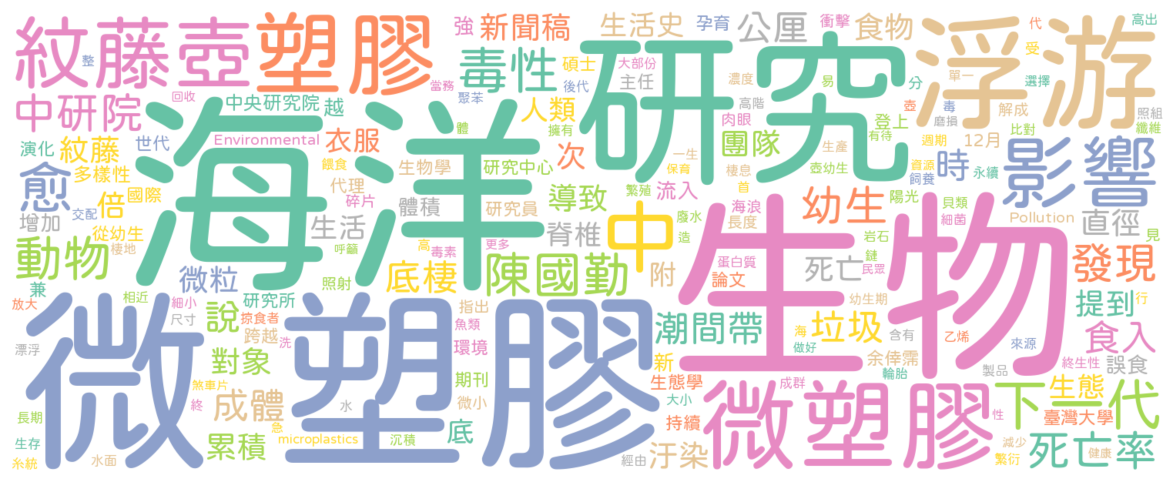 紋藤壺 塑膠 強 新聞稿 生活史 孕育 公厘 衝擊 食物 浮游 代 高出
整 毒性 碩士 大部份 後代 主任 濃度 易 受 單一 選擇
中研院 回收 中央研究院 越 當務 聚苯 人類 高階 肉眼 分 壺 毒 解成 照組
Environmental 衣服 體 擁有 研究 團隊 登上 磨損 有待 纖維
演化 紋藤 世代 海洋 次 比對 週期 12月 影響
愈 多樣性 餵食 生物學 研究中心 一生 保育 棲息 生產 壺幼生 資源 飼養 時 永續
倍 國際 代理 碎片 導致 繁殖 流入 首 陽光 貝類 細菌 Pollution
增加 交配 從幼生 體積 研究員 長度 海浪 幼生 直徑
棲地 生活 呼籲 高 毒素 更多 脊椎 中 廢水 造 岩石 鏈 見
動物 微粒 底棲 陳國勤 附 蛋白質 論文 死亡 民眾 發現
兼 照射 生物
放大 相近 細小 研究所 指出 幼生期 提到 行
掠食者 尺寸 說 跨越 魚類 潮間帶 海 垃圾 含有 乙烯 來源 食入
漂浮 微塑膠 洗 環境 做好 余倖霈 輪胎 終生性 誤食
對象 期刊 新 生態學 成群 製品 生態
煞車片 大小 微塑膠 下一代
長期 終 成體 微小 持續 性 臺灣大學
水 急 底
生存 累積 microplastics 沉積 汙染 減少 死亡率
糸統 水面 經由 繁衍 健康